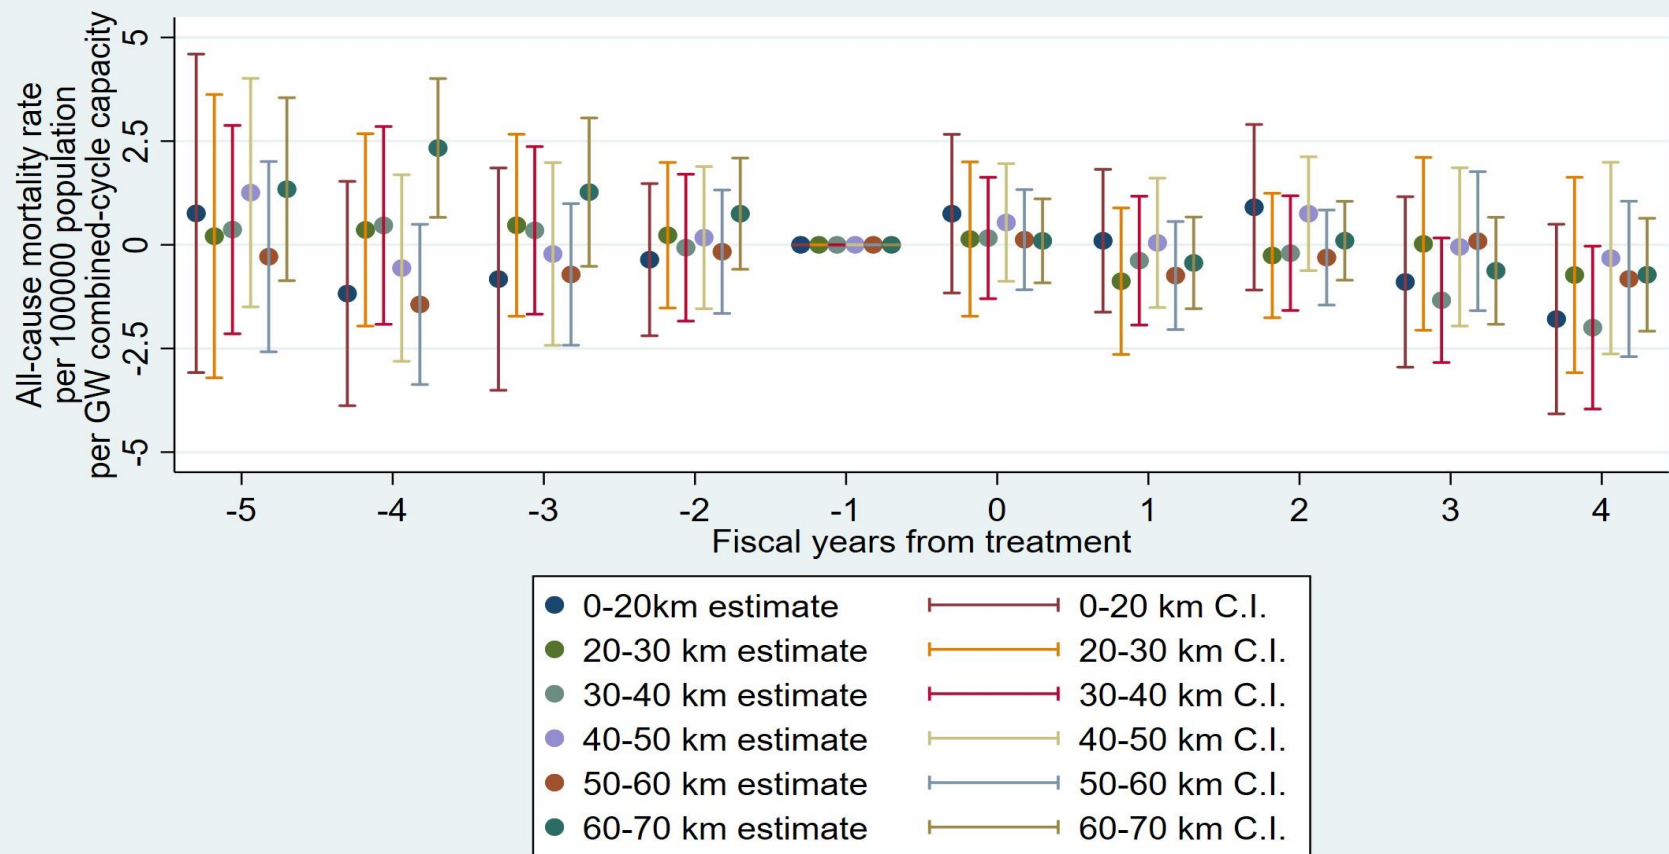 All-cause mortality rate
per 100000 population
per GW combined-cycle capacity
5
2.5
0
-2.5
-5
-5 -4 -3 -2 -1 0 1 2 3 4
Fiscal years from treatment
0-20km estimate 0-20 km C.I.
20-30 km estimate 20-30 km C.I.
30-40 km estimate 30-40 km C.I.
40-50 km estimate 40-50 km C.I.
50-60 km estimate 50-60 km C.I.
60-70 km estimate 60-70 km C.I.